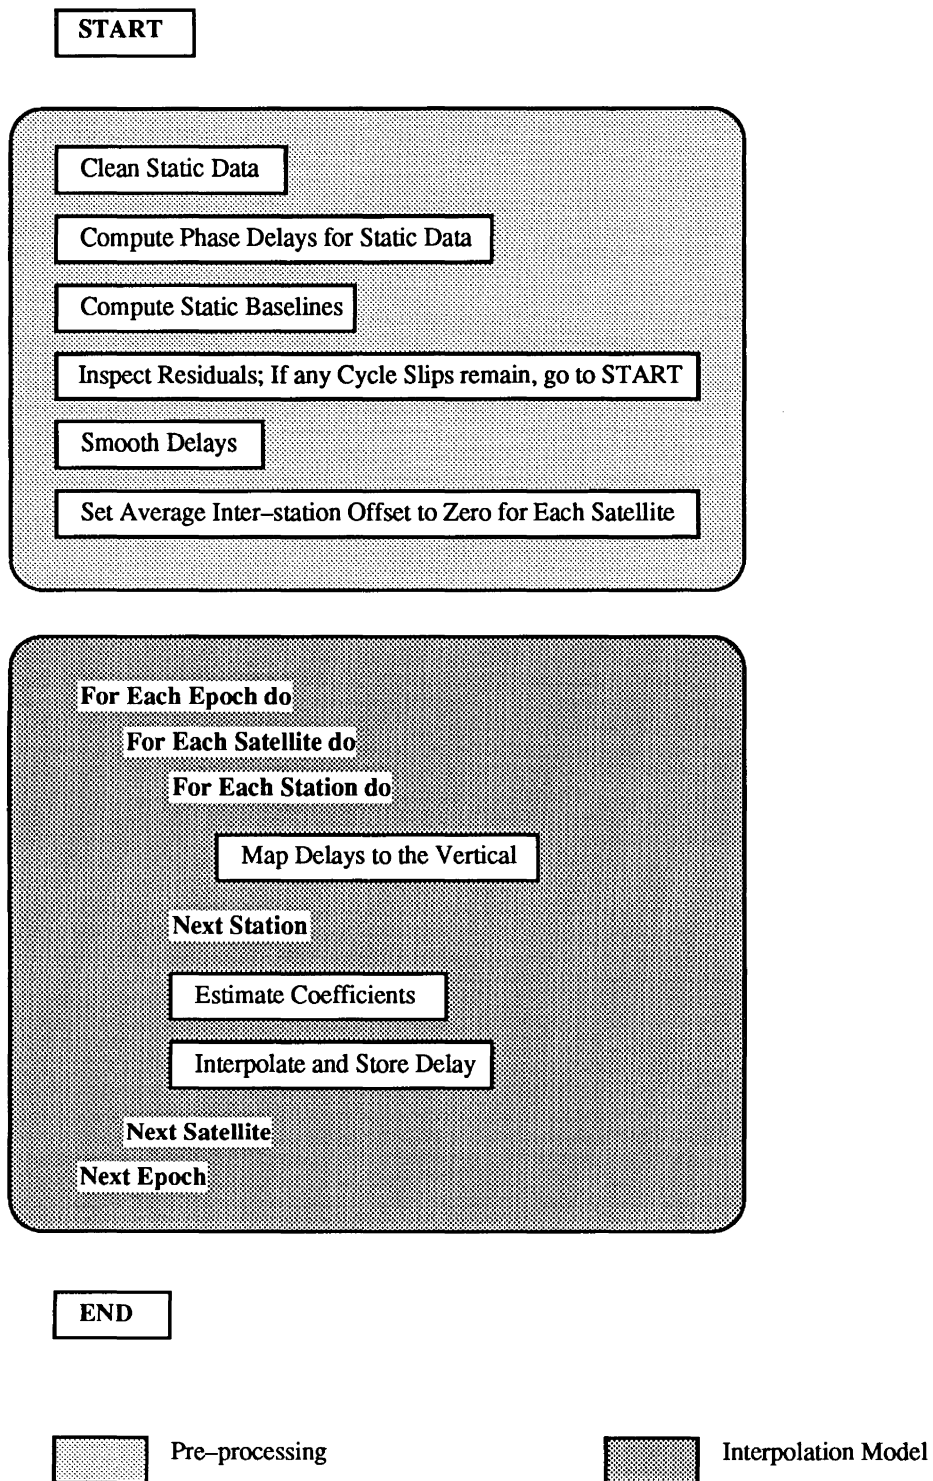 START
Clean Static Data
Compute Phase Delays for Static Data
Compute Static Baselines
Inspect Residuals; If any Cycle Slips remain, go to START
Smooth Delays
Set Average Inter–station Offset to Zero for Each Satellite
For Each Epoch do
For Each Satellite do
For Each Station do
Map Delays to the Vertical
Next Station
Estimate Coefficients
Interpolate and Store Delay
Next Satellite
Next Epoch
END
Pre–processing
Interpolation Model